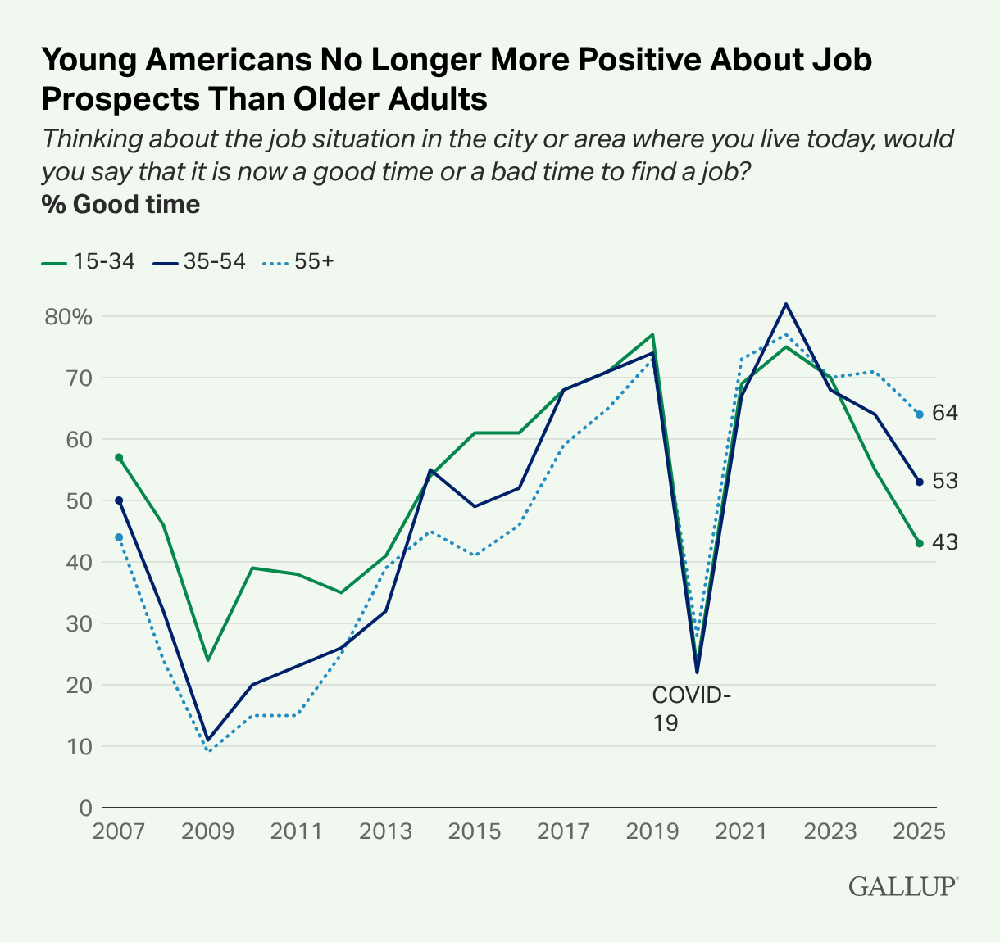 Young Americans No Longer More Positive About Job
Prospects Than Older Adults
Thinking about the job situation in the city or area where you live today, would
you say that it is now a good time or a bad time to find a job?
% Good time
15-34 35-54 55+
80%
70
60
50
40
30
20
10
0
64
53
43
COVID-
19
2007 2009 2011 2013 2015 2017 2019 2021 2023 2025
GALLUP®